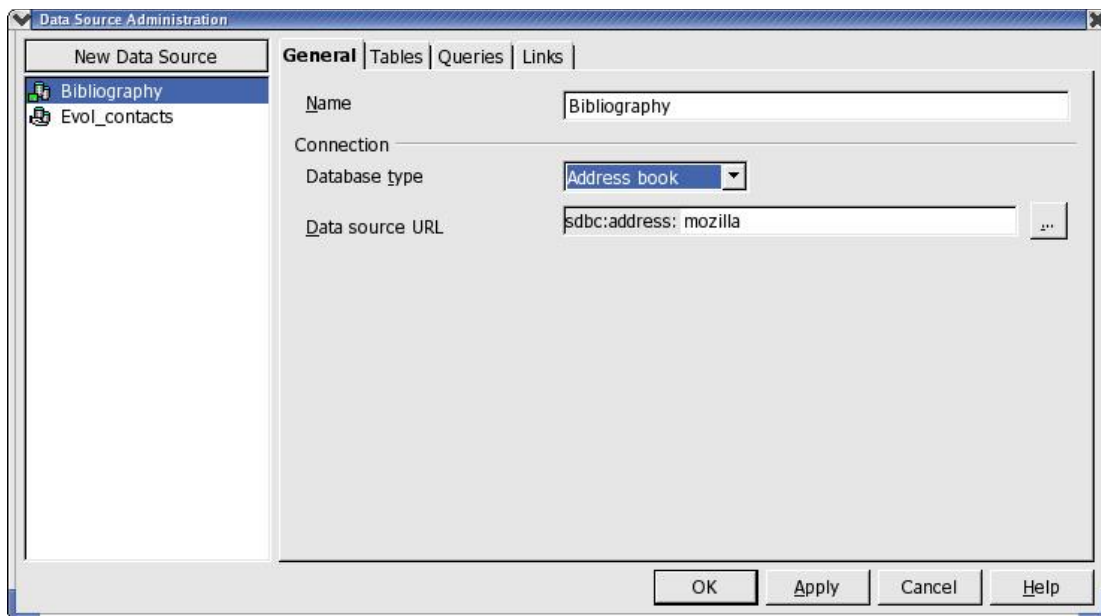 Data Source Administration
New Data Source
Bibliography
Evol_contacts
General Tables Queries Links
Name Bibliography
Connection
Database type Address book
Data source URL sdbc:address: mozilla ...
OK Apply Cancel Help